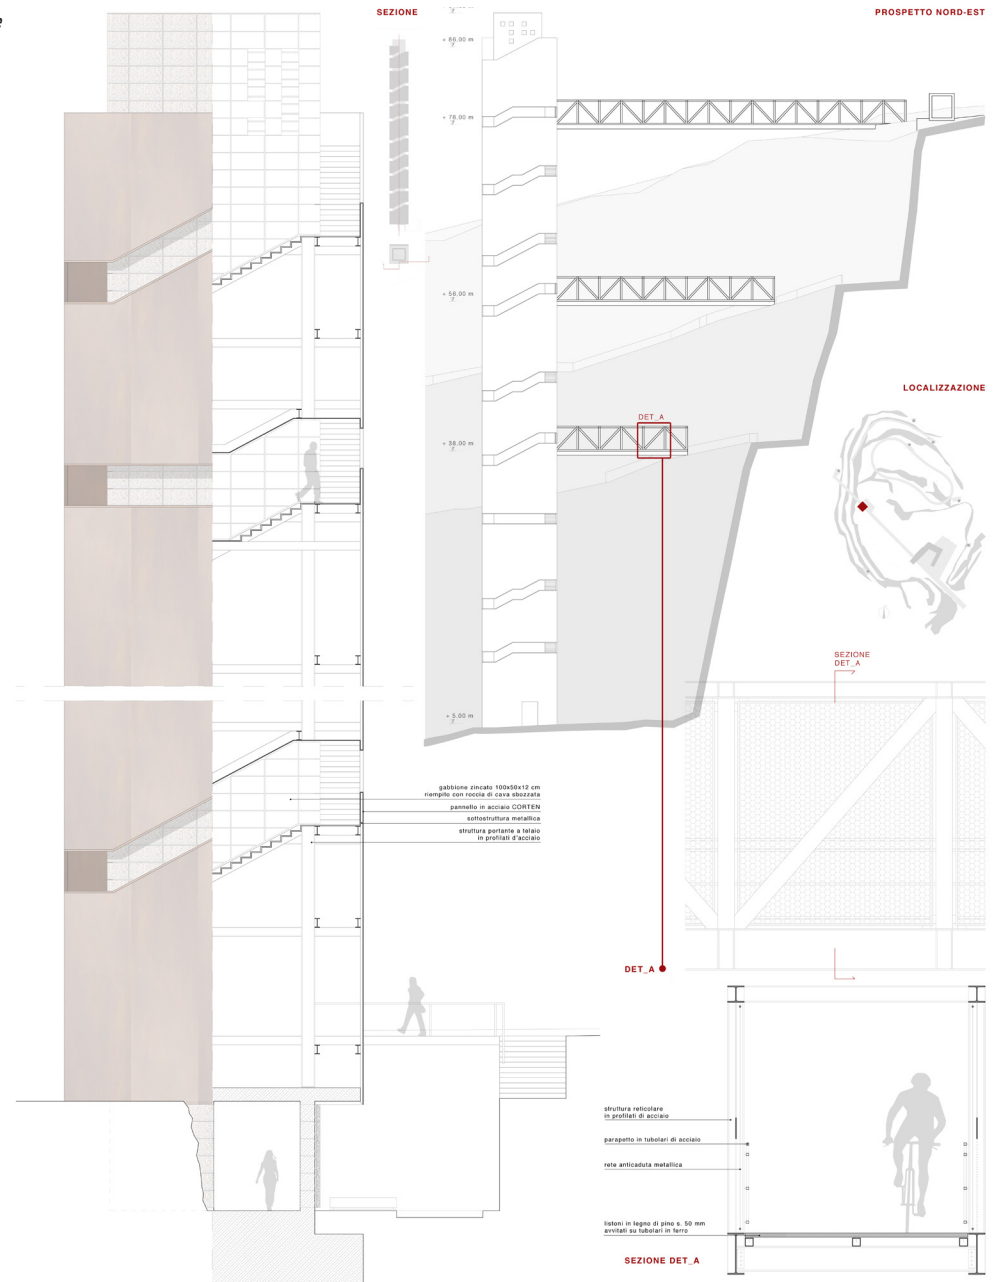 SEZIONE
PROSPETTO NORD-EST
+ 86.00 m
+ 76.00 m
+ 56.00 m
LOCALIZZAZIONE
DET_A
+ 36.00 m
SEZIONE
DET_A
+ 5.00 m
gabbione zincato 100x50x12 cm
riempito con roccia di cava sbozzata
pannello in acciaio CORTEN
sottostruttura metallica
struttura portante a telaio
in profilati d'acciaio
DET_A
struttura reticolare
in profilati di acciaio
parapetto in tubolari di acciaio
rete anticaduta metallica
listoni in legno di pino s. 50 mm
avvitati su tubolari in ferro
SEZIONE DET_A